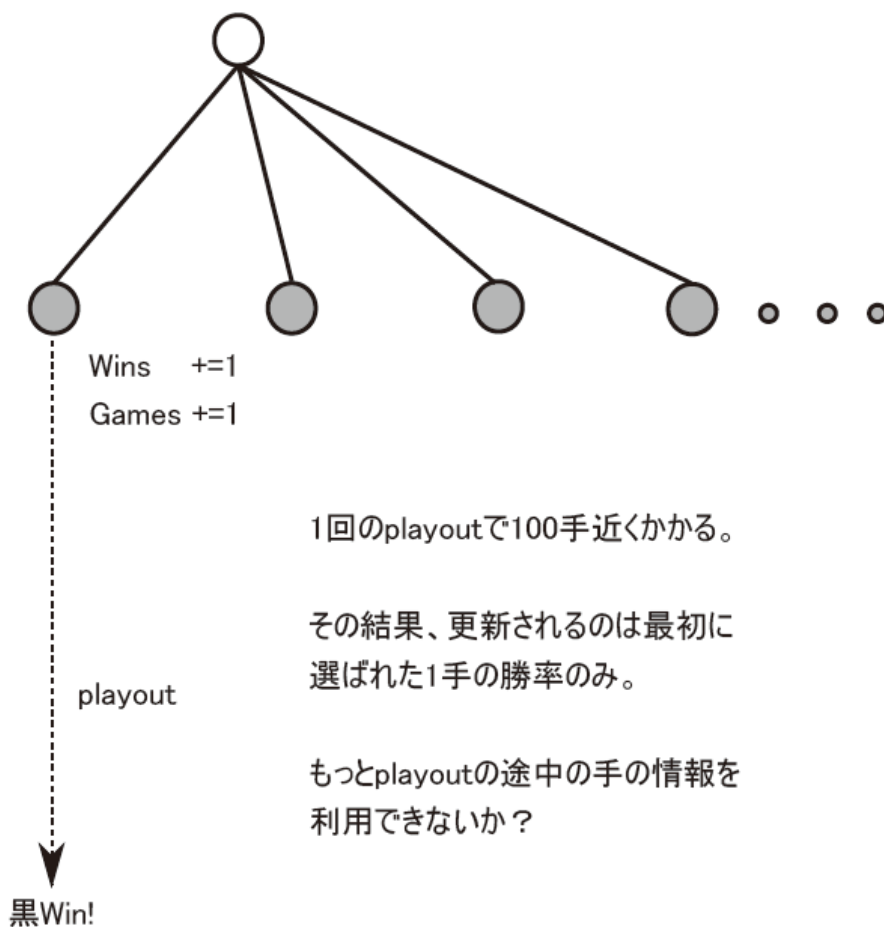 Wins +=1
Games +=1
1回のplayoutで100手近くかかる。
その結果、更新されるのは最初に
選ばれた1手の勝率のみ。
playout
もっとplayoutの途中の手の情報を
利用できないか？
黒Win!